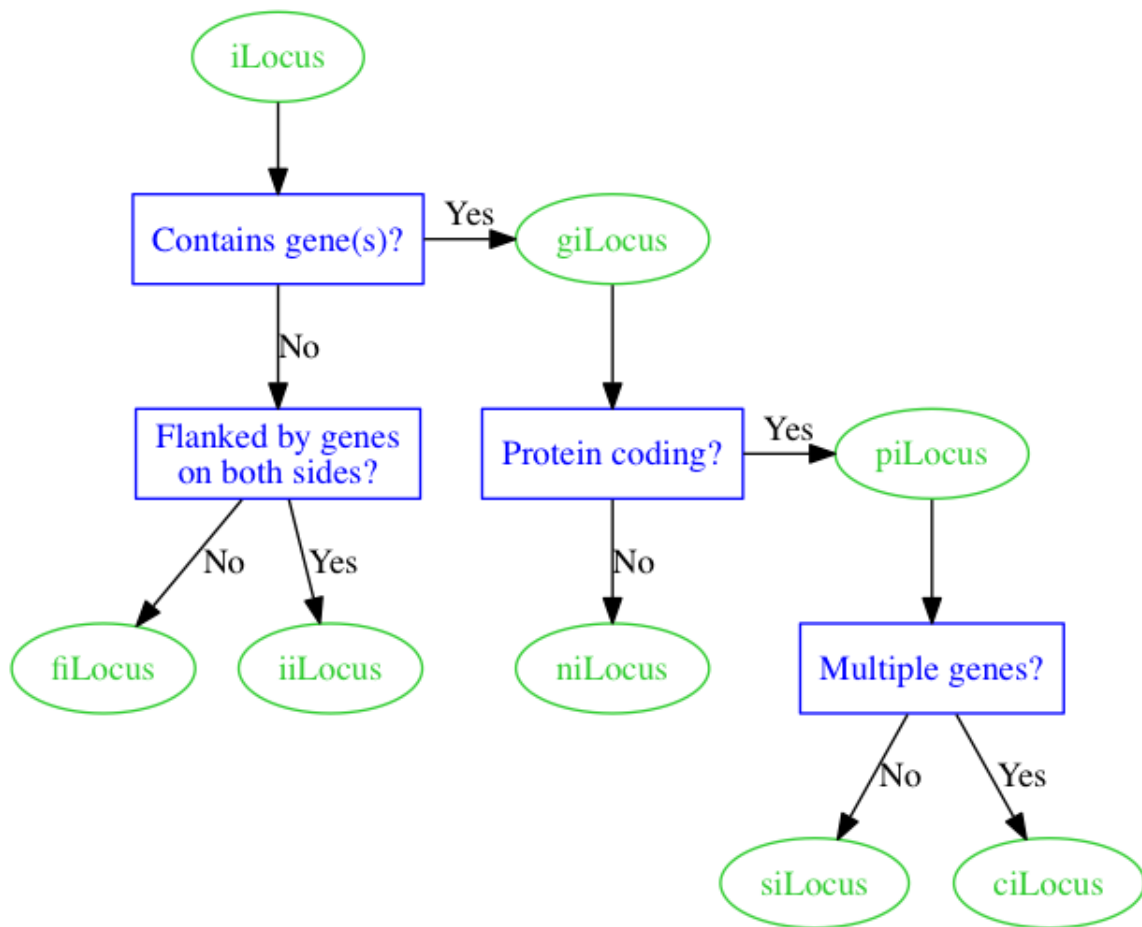 iLocus
Contains gene(s)?
Yes
giLocus
No
Flanked by genes
on both sides?
Protein coding?
Yes
piLocus
No
Yes
No
fiLocus
iiLocus
niLocus
Multiple genes?
No
Yes
siLocus
ciLocus